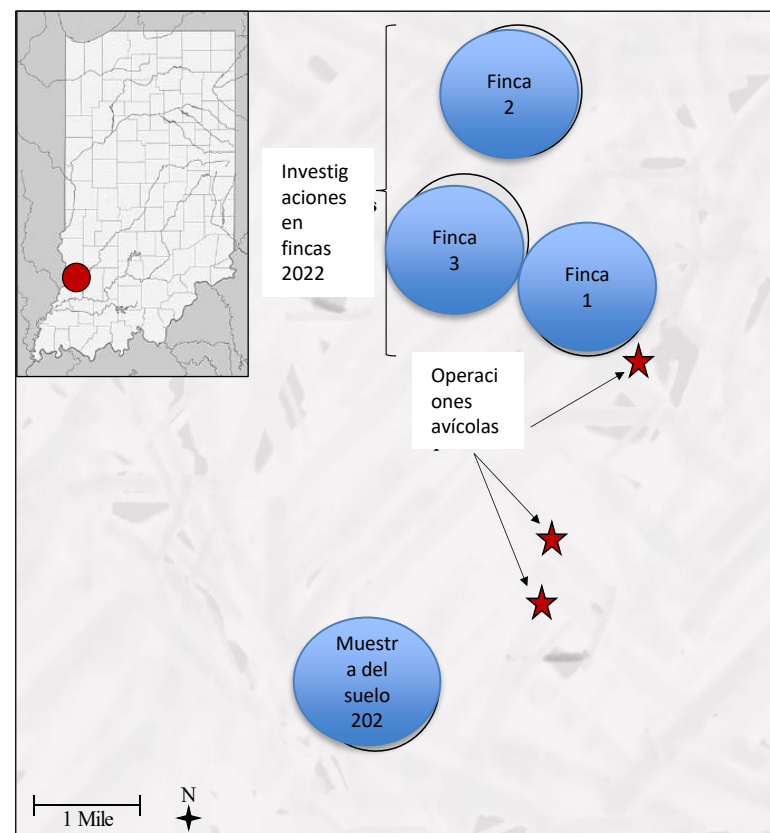 Finca
2
Investig
aciones
en
fincas
2022
s
Finca
3
Finca
1
Operaci
ones
avícolas
Muestr
a del
suelo
202
1 Mile
N